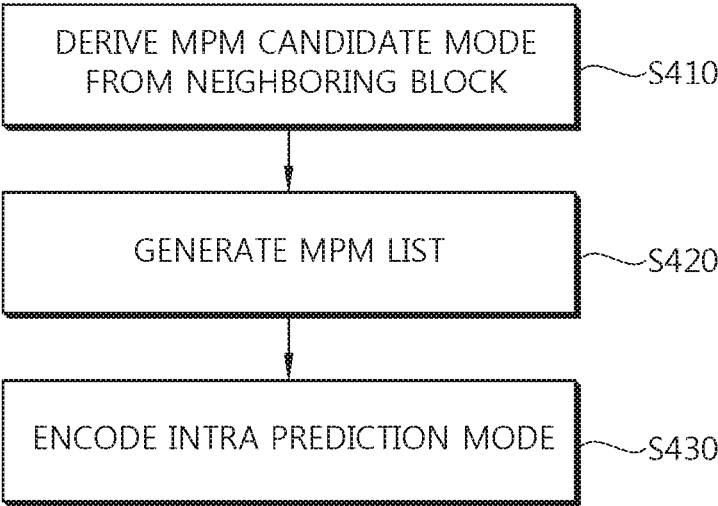 DERIVE MPM CANDIDATE MODE
FROM NEIGHBORING BLOCK
S410
GENERATE MPM LIST
S420
ENCODE INTRA PREDICTION MODE
S430